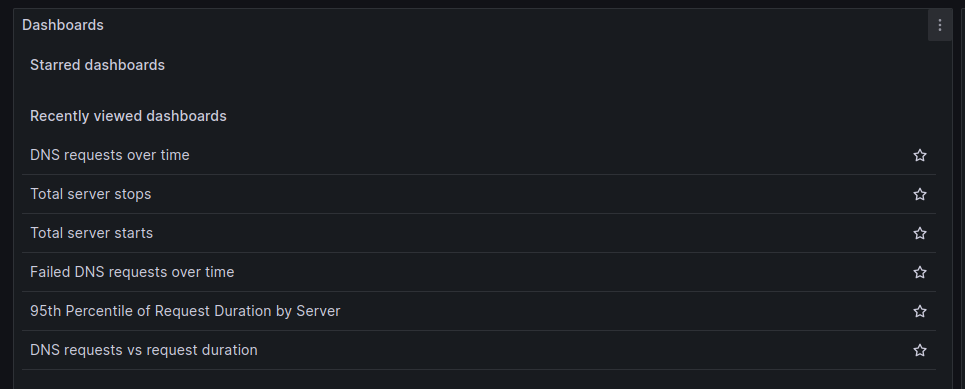 Dashboards
Starred dashboards
Recently viewed dashboards
DNS requests over time
Total server stops
Total server starts
Failed DNS requests over time
95th Percentile of Request Duration by Server
DNS requests vs request duration